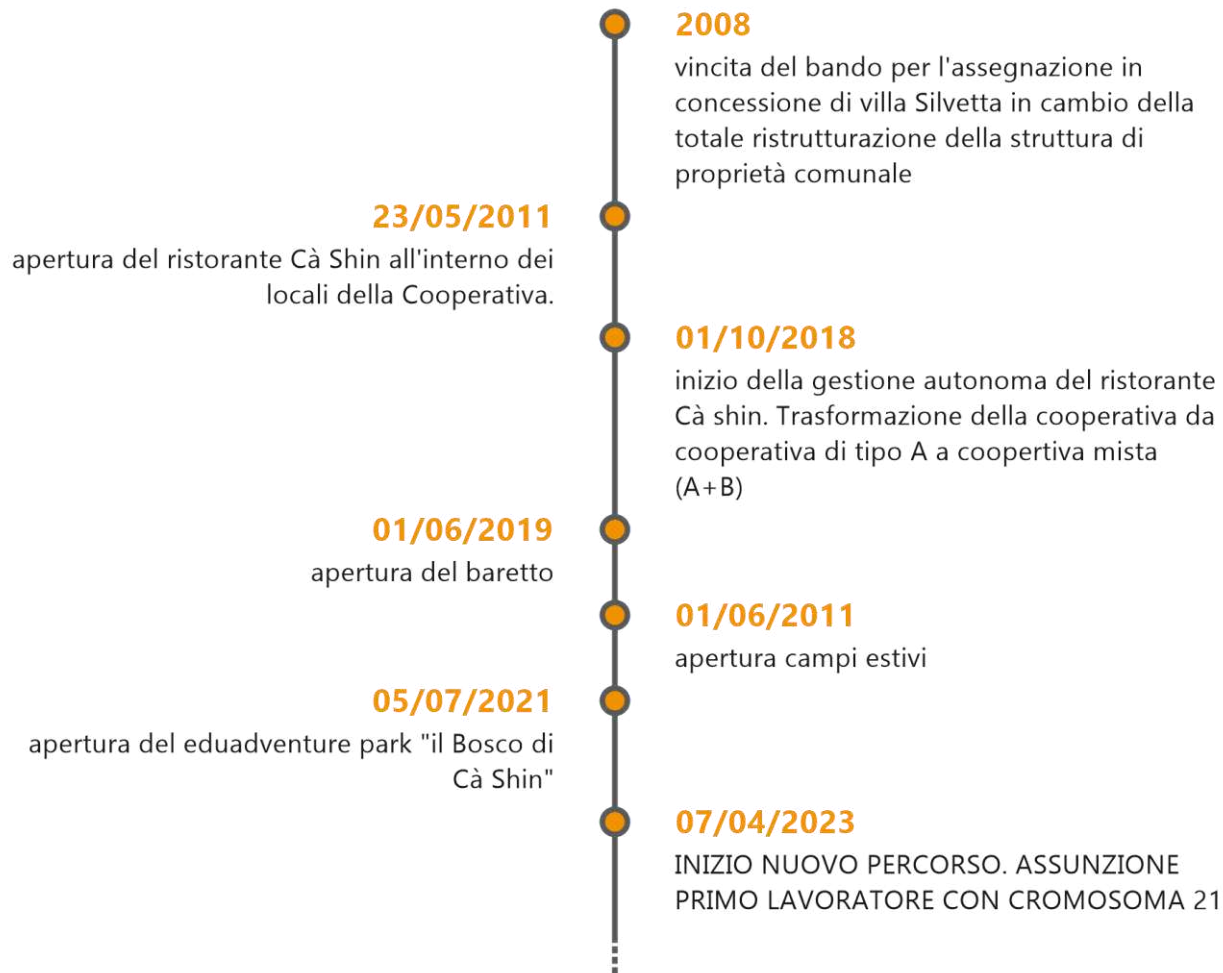 2008
vincita del bando per l'assegnazione in
concessione di villa Silvetta in cambio della
totale ristrutturazione della struttura di
proprietà comunale
23/05/2011
apertura del ristorante Cà Shin all'interno dei
locali della Cooperativa.
01/10/2018
inizio della gestione autonoma del ristorante
Cà shin. Trasformazione della cooperativa da
cooperativa di tipo A a coopertiva mista
(A+B)
01/06/2019
apertura del baretto
01/06/2011
apertura campi estivi
05/07/2021
apertura del eduadventure park "il Bosco di
Cà Shin"
07/04/2023
INIZIO NUOVO PERCORSO. ASSUNZIONE
PRIMO LAVORATORE CON CROMOSOMA 21